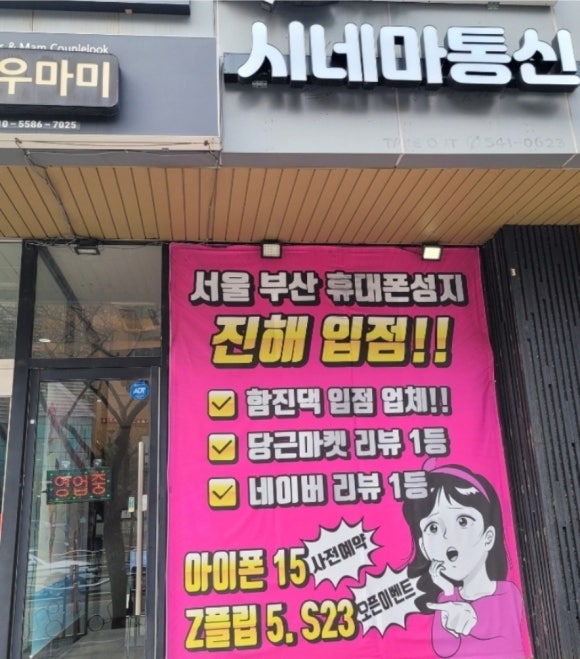 & Mam Couplelook
우마미
0-5586-7025
시네마통신
541-0623
서울 부산 휴대폰성지
진해 입점!!
함진댁 입점 업체!!
당근마켓 리뷰 1등
네이버 리뷰 1등
아이폰 15 사전예약
Z플립 5, S23 오픈이벤트
ADT
영업중